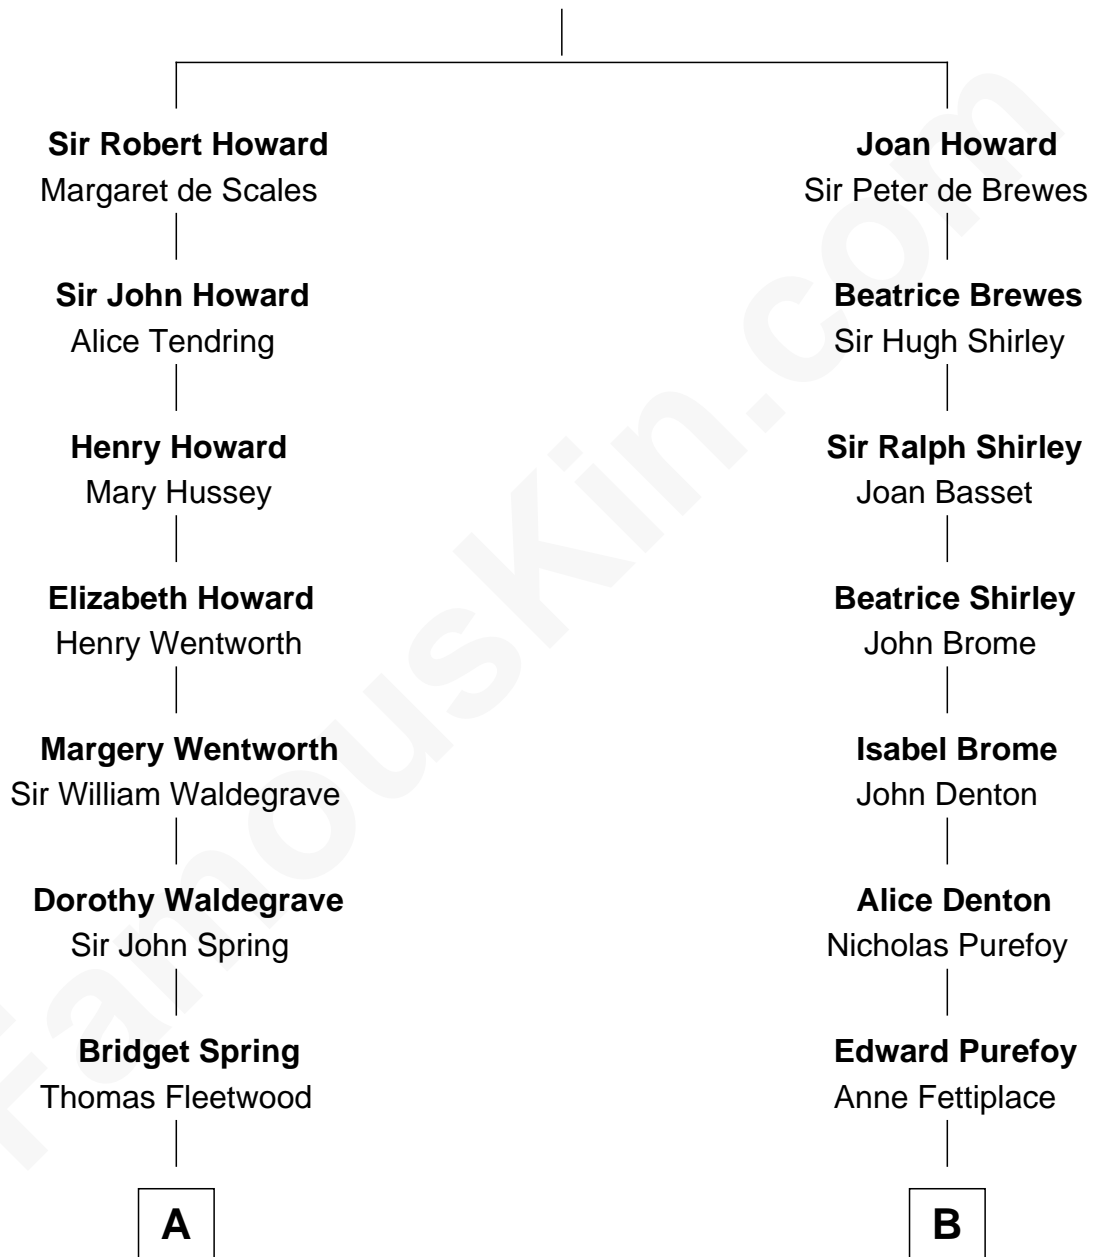 Sir Robert Howard
Margaret de Scales
Sir John Howard
Alice Tendring
Henry Howard
Mary Hussey
Elizabeth Howard
Henry Wentworth
Margery Wentworth
Sir William Waldegrave
Dorothy Waldegrave
Sir John Spring
Bridget Spring
Thomas Fleetwood
A
Joan Howard
Sir Peter de Brewes
Beatrice Brewes
Sir Hugh Shirley
Sir Ralph Shirley
Joan Basset
Beatrice Shirley
John Brome
Isabel Brome
John Denton
Alice Denton
Nicholas Purefoy
Edward Purefoy
Anne Fettiplace
B
FamousKin.com